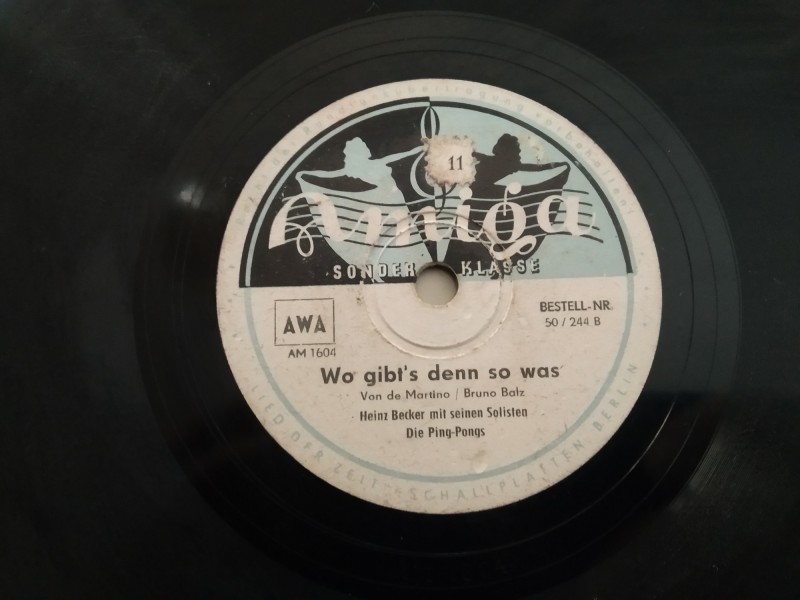 11
Amiga
SONDER KLASSE
AWA
AM 1604
BESTELL-NR.
50 / 244 B
Wo gibt's denn so was
Von de Martino / Bruno Balz
Heinz Becker mit seinen Solisten
Die Ping-Pongs
LIED DER ZEIT - SCHALLPLATTEN BERLIN